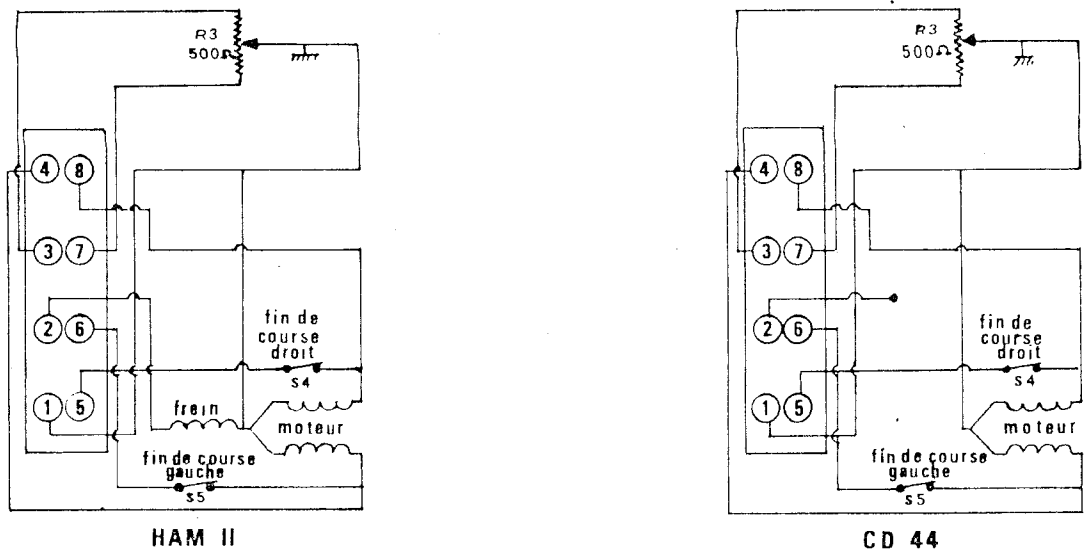 R3
500Ω
4 8
3 7
2 6
1 5
fin de
course
droit
S4
frein
moteur
fin de course
gauche
S5
HAM II
R3
500Ω
4 8
3 7
2 6
1 5
fin de
course
droit
S4
moteur
fin de course
gauche
S5
CD 44